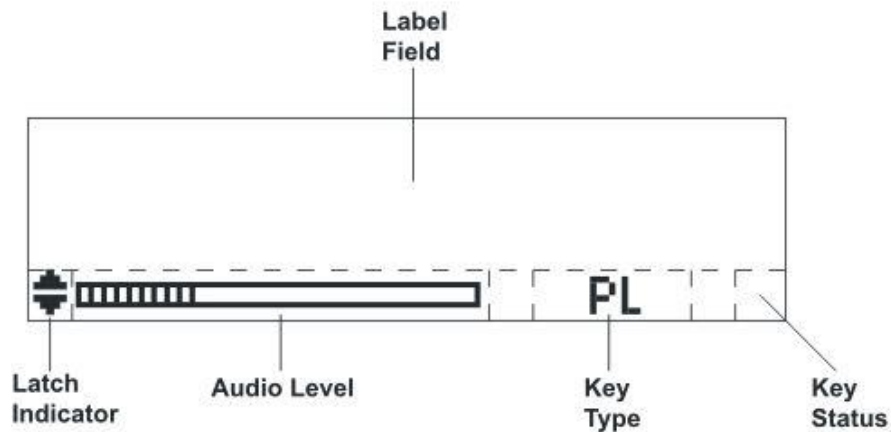 Label
Field
PL
Latch
Indicator
Audio Level
Key
Type
Key
Status